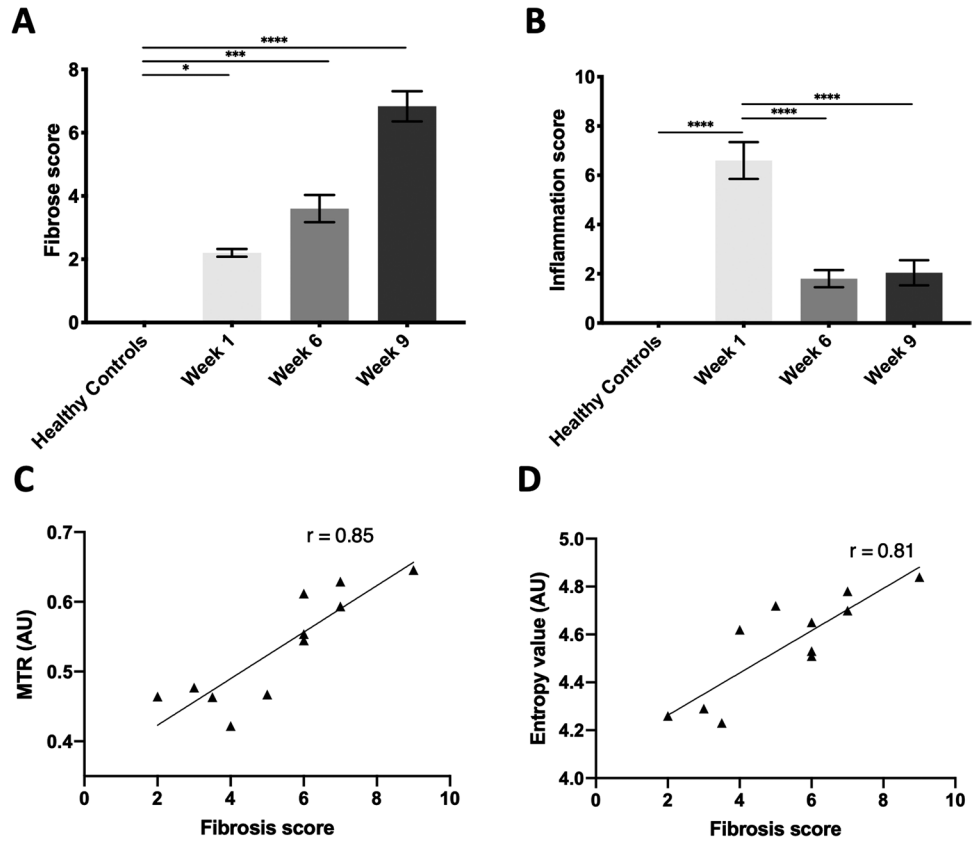 A
****
***
*
8
6
4
2
0
Fibrose score
Healthy Controls
Week 1
Week 6
Week 9
B
****
****
****
10
8
6
4
2
0
Inflammation score
Healthy Controls
Week 1
Week 6
Week 9
C
r = 0.85
0.7
0.6
0.5
0.4
MTR (AU)
0 2 4 6 8 10
Fibrosis score
D
r = 0.81
5.0
4.8
4.6
4.4
4.2
4.0
Entropy value (AU)
0 2 4 6 8 10
Fibrosis score